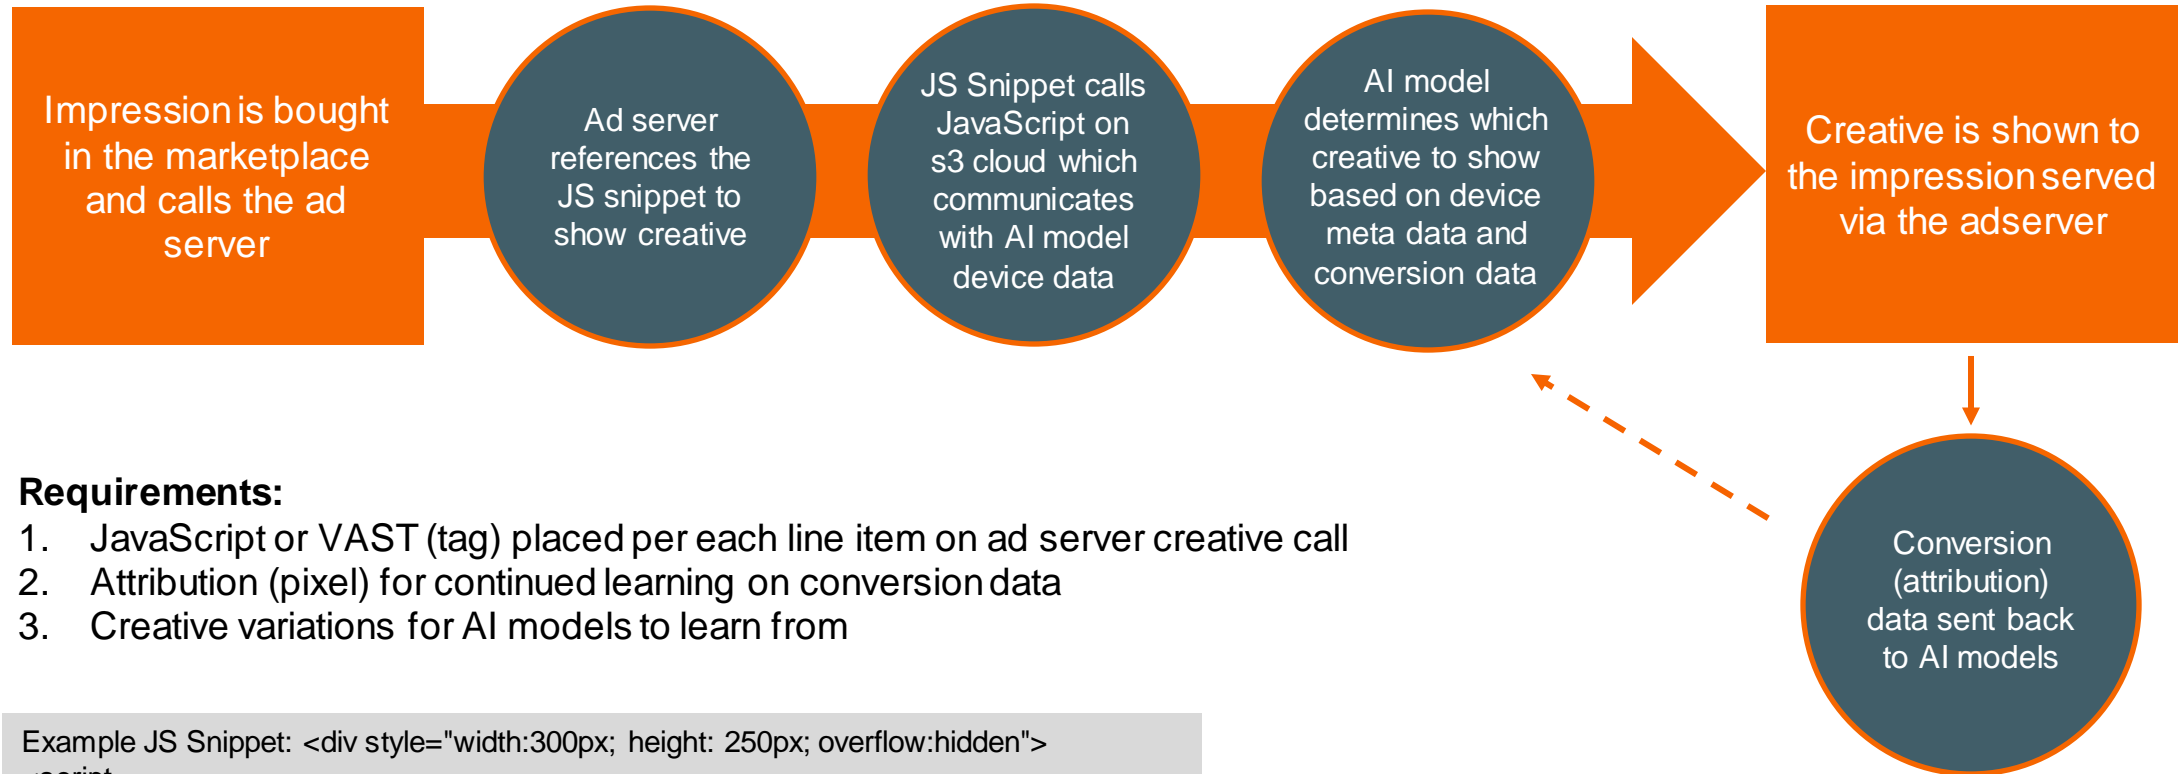 Impression is bought
in the marketplace
and calls the ad
server
Ad server
references the
JS snippet to
show creative
JS Snippet calls
JavaScript on
s3 cloud which
communicates
with AI model
device data
AI model
determines which
creative to show
based on device
meta data and
conversion data
Creative is shown to
the impression served
via the adserver
Conversion
(attribution)
data sent back
to AI models
Requirements:
1. JavaScript or VAST (tag) placed per each line item on ad server creative call
2. Attribution (pixel) for continued learning on conversion data
3. Creative variations for AI models to learn from
Example JS Snippet: <div style="width:300px; height: 250px; overflow:hidden">